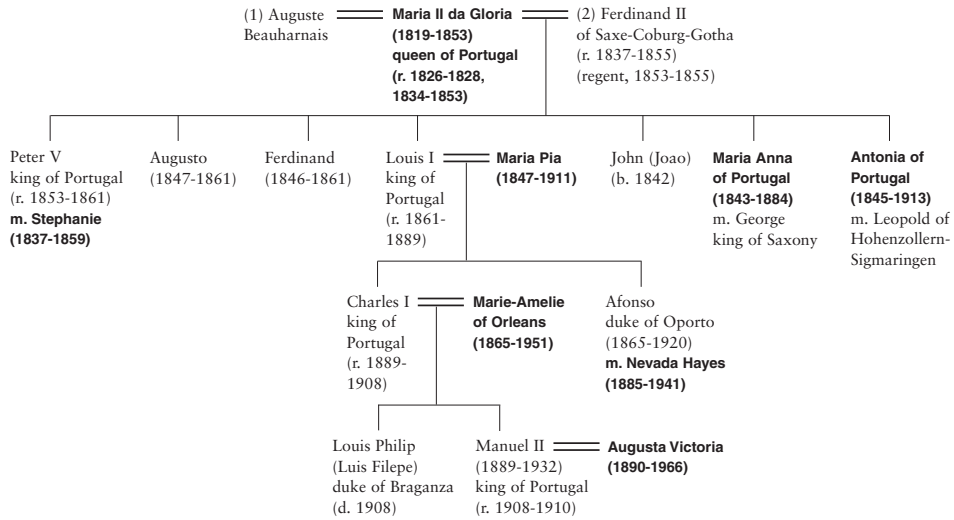 (1) Auguste
Beauharnais
Maria II da Gloria
(1819-1853)
queen of Portugal
(r. 1826-1828,
1834-1853)
(2) Ferdinand II
of Saxe-Coburg-Gotha
(r. 1837-1855)
(regent, 1853-1855)
Peter V
king of Portugal
(r. 1853-1861)
m. Stephanie
(1837-1859)
Augusto
(1847-1861)
Ferdinand
(1846-1861)
Louis I
king of
Portugal
(r. 1861-
1889)
Maria Pia
(1847-1911)
John (Joao)
(b. 1842)
Maria Anna
of Portugal
(1843-1884)
m. George
king of Saxony
Antonia of
Portugal
(1845-1913)
m. Leopold of
Hohenzollern-
Sigmaringen
Charles I
king of
Portugal
(r. 1889-
1908)
Marie-Amelie
of Orleans
(1865-1951)
Afonso
duke of Oporto
(1865-1920)
m. Nevada Hayes
(1885-1941)
Louis Philip
(Luis Filepe)
duke of Braganza
(d. 1908)
Manuel II
(1889-1932)
king of Portugal
(r. 1908-1910)
Augusta Victoria
(1890-1966)